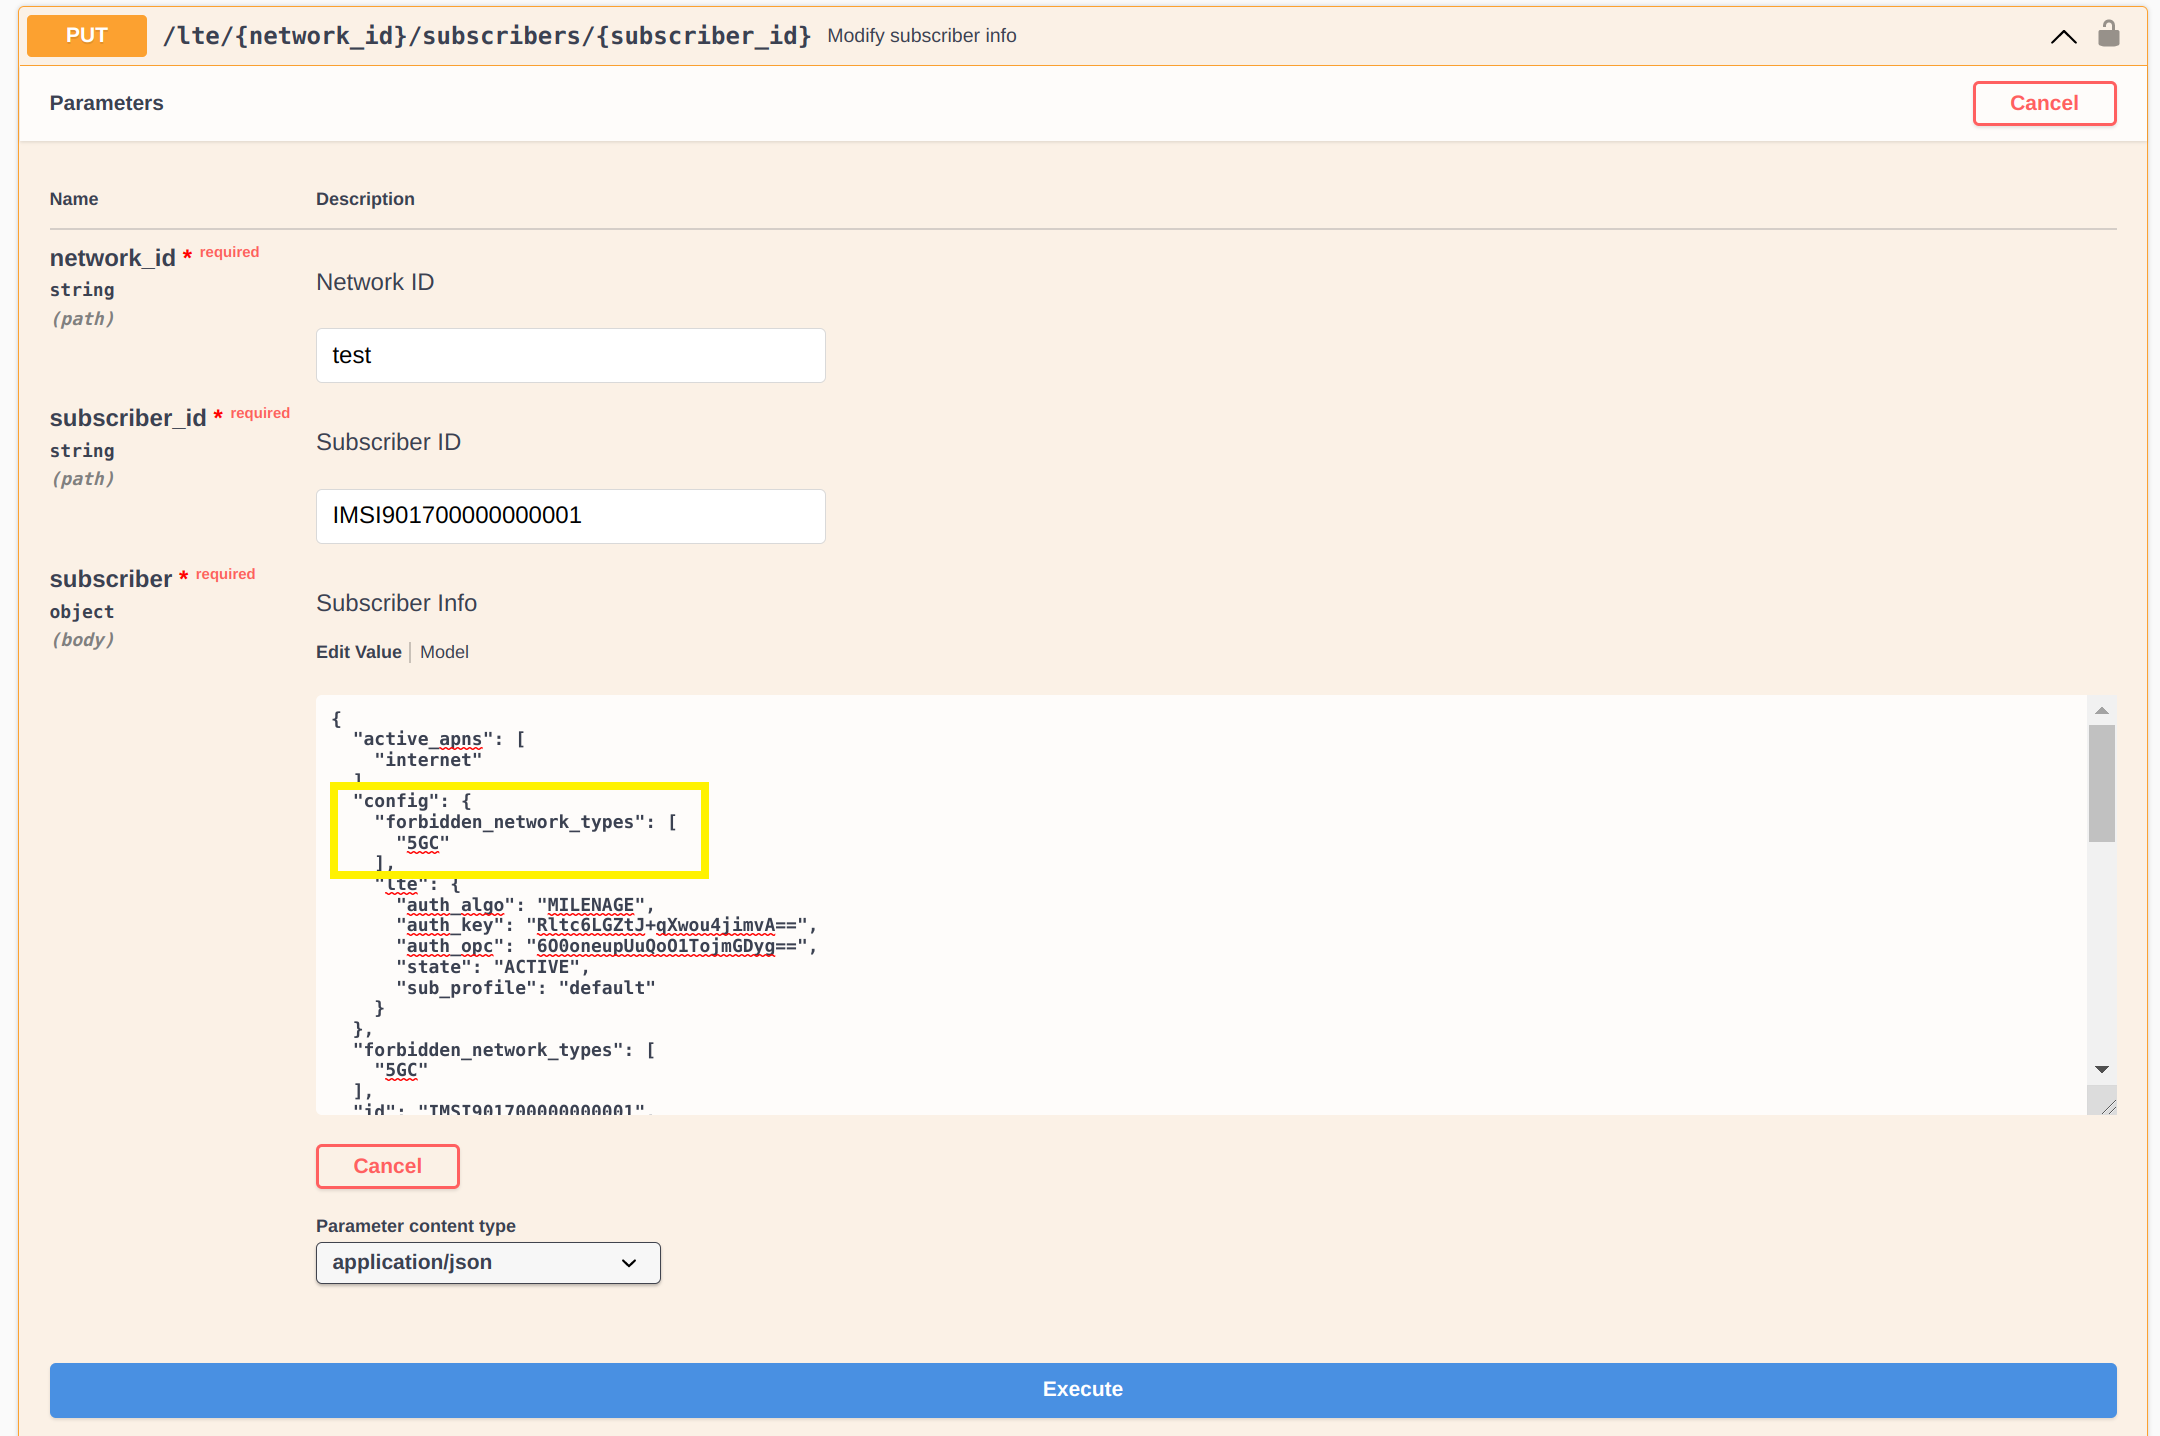 PUT /lte/{network_id}/subscribers/{subscriber_id} Modify subscriber info
Parameters
Cancel
Name Description
network_id * required
string
(path)
Network ID
test
subscriber_id * required
string
(path)
Subscriber ID
IMSI901700000000001
subscriber * required
object
(body)
Subscriber Info
Edit Value | Model
{
  "active_apns": [
    "internet"
  ]
  "config": {
    "forbidden_network_types": [
      "5GC"
    ],
    "lte": {
      "auth_algo": "MILENAGE",
      "auth_key": "Rltc6LGZtJ+qXwou4jimvA==",
      "auth_opc": "6O0oneupUuQoO1TojmGDyg==",
      "state": "ACTIVE",
      "sub_profile": "default"
    }
  },
  "forbidden_network_types": [
    "5GC"
  ],
  "id": "IMSI901700000000001",
Cancel
Parameter content type
application/json
Execute